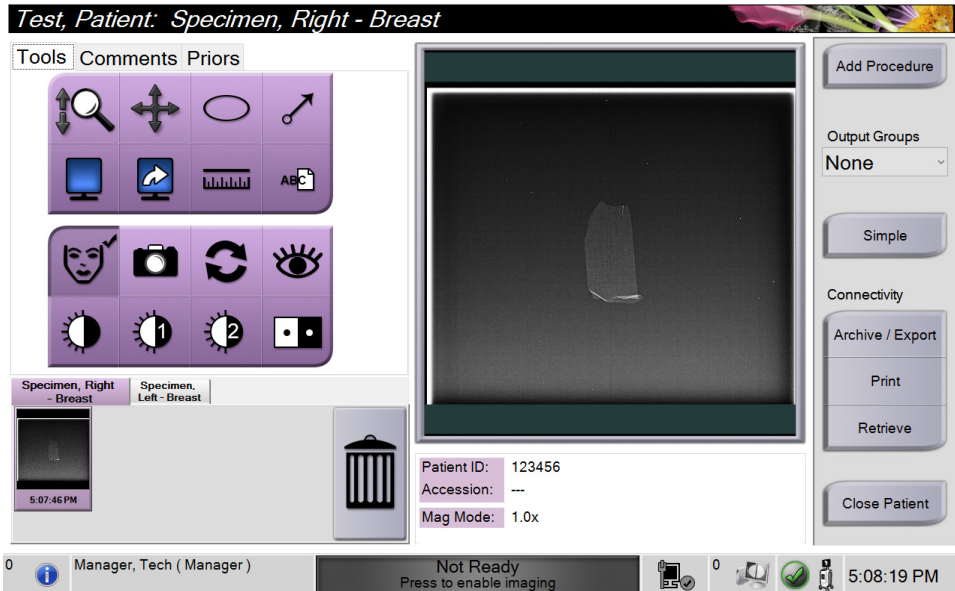 Test, Patient: Specimen, Right - Breast
Tools Comments Priors
ABC
1 2
Specimen, Right
- Breast
Specimen,
Left - Breast
5:07:46 PM
Patient ID: 123456
Accession: ---
Mag Mode: 1.0x
Add Procedure
Output Groups
None
Simple
Connectivity
Archive / Export
Print
Retrieve
Close Patient
0 i Manager, Tech ( Manager )
Not Ready
Press to enable imaging
0
5:08:19 PM